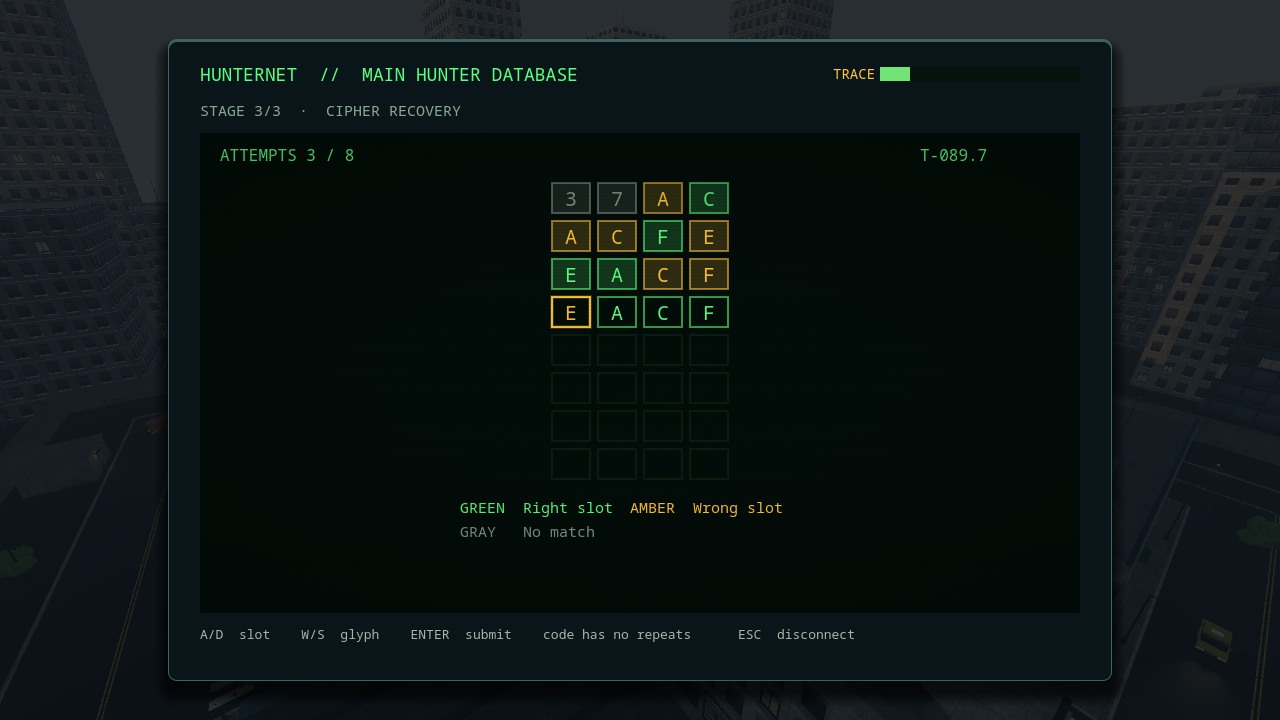 HUNTERNET // MAIN HUNTER DATABASE
TRACE
STAGE 3/3 · CIPHER RECOVERY
ATTEMPTS 3 / 8
T-089.7
3 7 A C
A C F E
E A C F
E A C F
GREEN Right slot AMBER Wrong slot
GRAY No match
A/D slot W/S glyph ENTER submit code has no repeats ESC disconnect